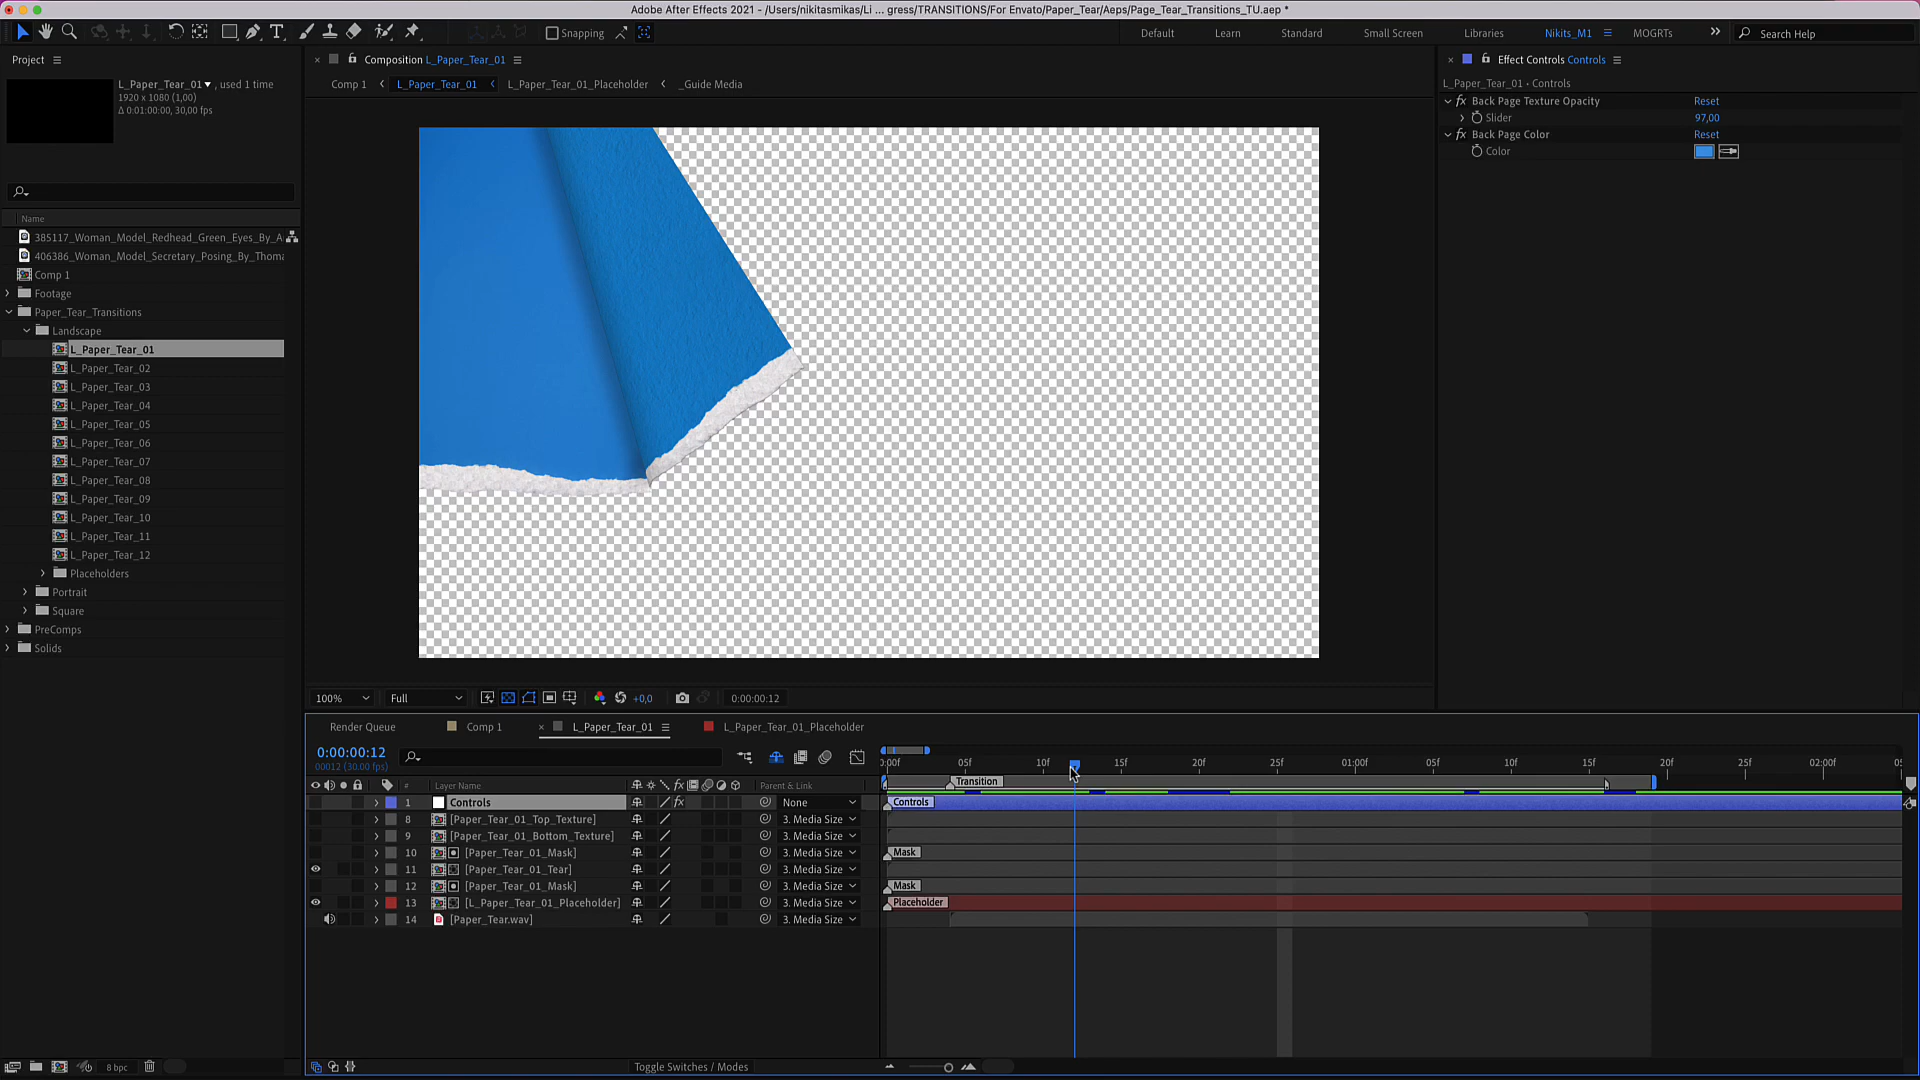 Adobe After Effects 2021 - /Users/nikitasmikas/Li ... gress/TRANSITIONS/For Envato/Paper_Tear/Aeps/Page_Tear_Transitions_TU.aep *
Snapping
Default
Learn
Standard
Small Screen
Libraries
Nikits_M1
MOGRTs
Search Help
Project
Composition L_Paper_Tear_01
Effect Controls Controls
L_Paper_Tear_01 , used 1 time
1920 x 1080 (1,00)
Δ 0:01:00:00, 30,00 fps
Comp 1
L_Paper_Tear_01
L_Paper_Tear_01_Placeholder
_Guide Media
L_Paper_Tear_01 · Controls
Back Page Texture Opacity
Reset
Slider
97,00
Back Page Color
Reset
Color
Name
385117_Woman_Model_Redhead_Green_Eyes_By_A
406386_Woman_Model_Secretary_Posing_By_Thoma
Comp 1
Footage
Paper_Tear_Transitions
Landscape
L_Paper_Tear_01
L_Paper_Tear_02
L_Paper_Tear_03
L_Paper_Tear_04
L_Paper_Tear_05
L_Paper_Tear_06
L_Paper_Tear_07
L_Paper_Tear_08
L_Paper_Tear_09
L_Paper_Tear_10
L_Paper_Tear_11
L_Paper_Tear_12
Placeholders
Portrait
Square
PreComps
Solids
100%
Full
+0,0
0:00:00:12
Render Queue
Comp 1
L_Paper_Tear_01
L_Paper_Tear_01_Placeholder
0:00:00:12
00012 (30.00 fps)
0:00f
05f
10f
15f
20f
25f
01:00f
05f
10f
15f
20f
25f
02:00f
Transition
# Layer Name
Parent & Link
1 Controls None Controls
8 [Paper_Tear_01_Top_Texture] 3. Media Size
9 [Paper_Tear_01_Bottom_Texture] 3. Media Size
10 [Paper_Tear_01_Mask] 3. Media Size Mask
11 [Paper_Tear_01_Tear] 3. Media Size
12 [Paper_Tear_01_Mask] 3. Media Size Mask
13 [L_Paper_Tear_01_Placeholder] 3. Media Size Placeholder
14 [Paper_Tear.wav] 3. Media Size
8 bpc
Toggle Switches / Modes